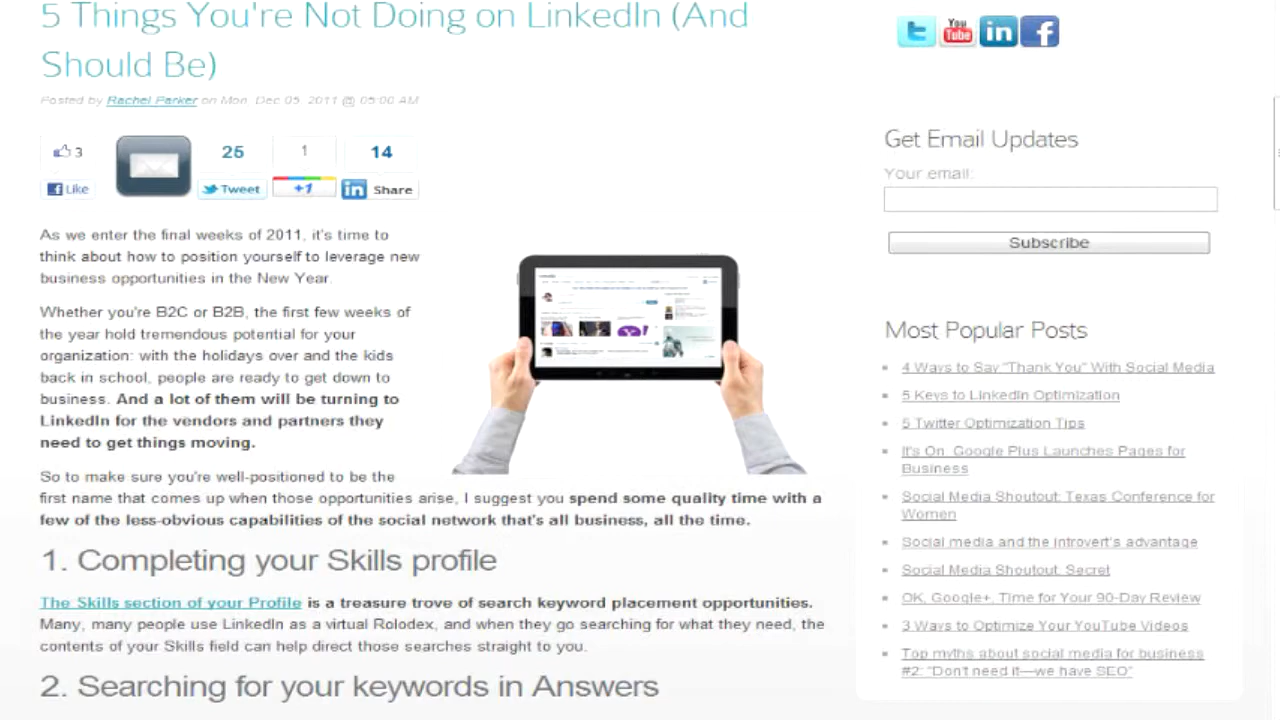 5 Things You're Not Doing on LinkedIn (And
Should Be)
Posted by Rachel Parker on Mon, Dec 05, 2011 @ 05:00 AM
3
25
1
14
Like
Tweet
+1
in Share
As we enter the final weeks of 2011, it's time to
think about how to position yourself to leverage new
business opportunities in the New Year.
Whether you're B2C or B2B, the first few weeks of
the year hold tremendous potential for your
organization: with the holidays over and the kids
back in school, people are ready to get down to
business. And a lot of them will be turning to
LinkedIn for the vendors and partners they
need to get things moving.
So to make sure you're well-positioned to be the
first name that comes up when those opportunities arise, I suggest you spend some quality time with a
few of the less-obvious capabilities of the social network that's all business, all the time.
1. Completing your Skills profile
The Skills section of your Profile is a treasure trove of search keyword placement opportunities.
Many, many people use LinkedIn as a virtual Rolodex, and when they go searching for what they need, the
contents of your Skills field can help direct those searches straight to you.
2. Searching for your keywords in Answers
You
Tube
in
Get Email Updates
Your email:
Subscribe
Most Popular Posts
4 Ways to Say "Thank You" With Social Media
5 Keys to LinkedIn Optimization
5 Twitter Optimization Tips
It's On: Google Plus Launches Pages for
Business
Social Media Shoutout: Texas Conference for
Women
Social media and the introvert's advantage
Social Media Shoutout: Secret
OK, Google+, Time for Your 90-Day Review
3 Ways to Optimize Your YouTube Videos
Top myths about social media for business
#2: "Don't need it—we have SEO"